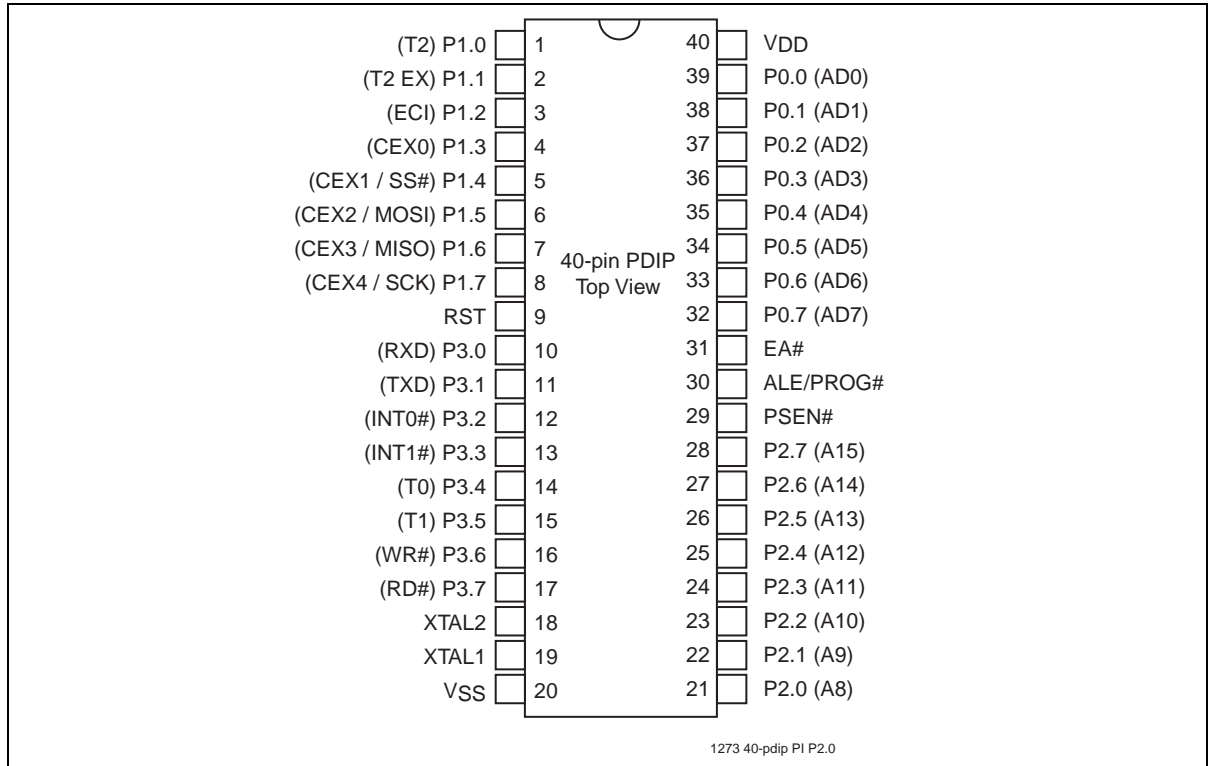 (T2) P1.0 1 40 VDD
(T2 EX) P1.1 2 39 P0.0 (AD0)
(ECI) P1.2 3 38 P0.1 (AD1)
(CEX0) P1.3 4 37 P0.2 (AD2)
(CEX1 / SS#) P1.4 5 36 P0.3 (AD3)
(CEX2 / MOSI) P1.5 6 35 P0.4 (AD4)
(CEX3 / MISO) P1.6 7 34 P0.5 (AD5)
40-pin PDIP
Top View
(CEX4 / SCK) P1.7 8 33 P0.6 (AD6)
RST 9 32 P0.7 (AD7)
(RXD) P3.0 10 31 EA#
(TXD) P3.1 11 30 ALE/PROG#
(INT0#) P3.2 12 29 PSEN#
(INT1#) P3.3 13 28 P2.7 (A15)
(T0) P3.4 14 27 P2.6 (A14)
(T1) P3.5 15 26 P2.5 (A13)
(WR#) P3.6 16 25 P2.4 (A12)
(RD#) P3.7 17 24 P2.3 (A11)
XTAL2 18 23 P2.2 (A10)
XTAL1 19 22 P2.1 (A9)
VSS 20 21 P2.0 (A8)
1273 40-pdip PI P2.0